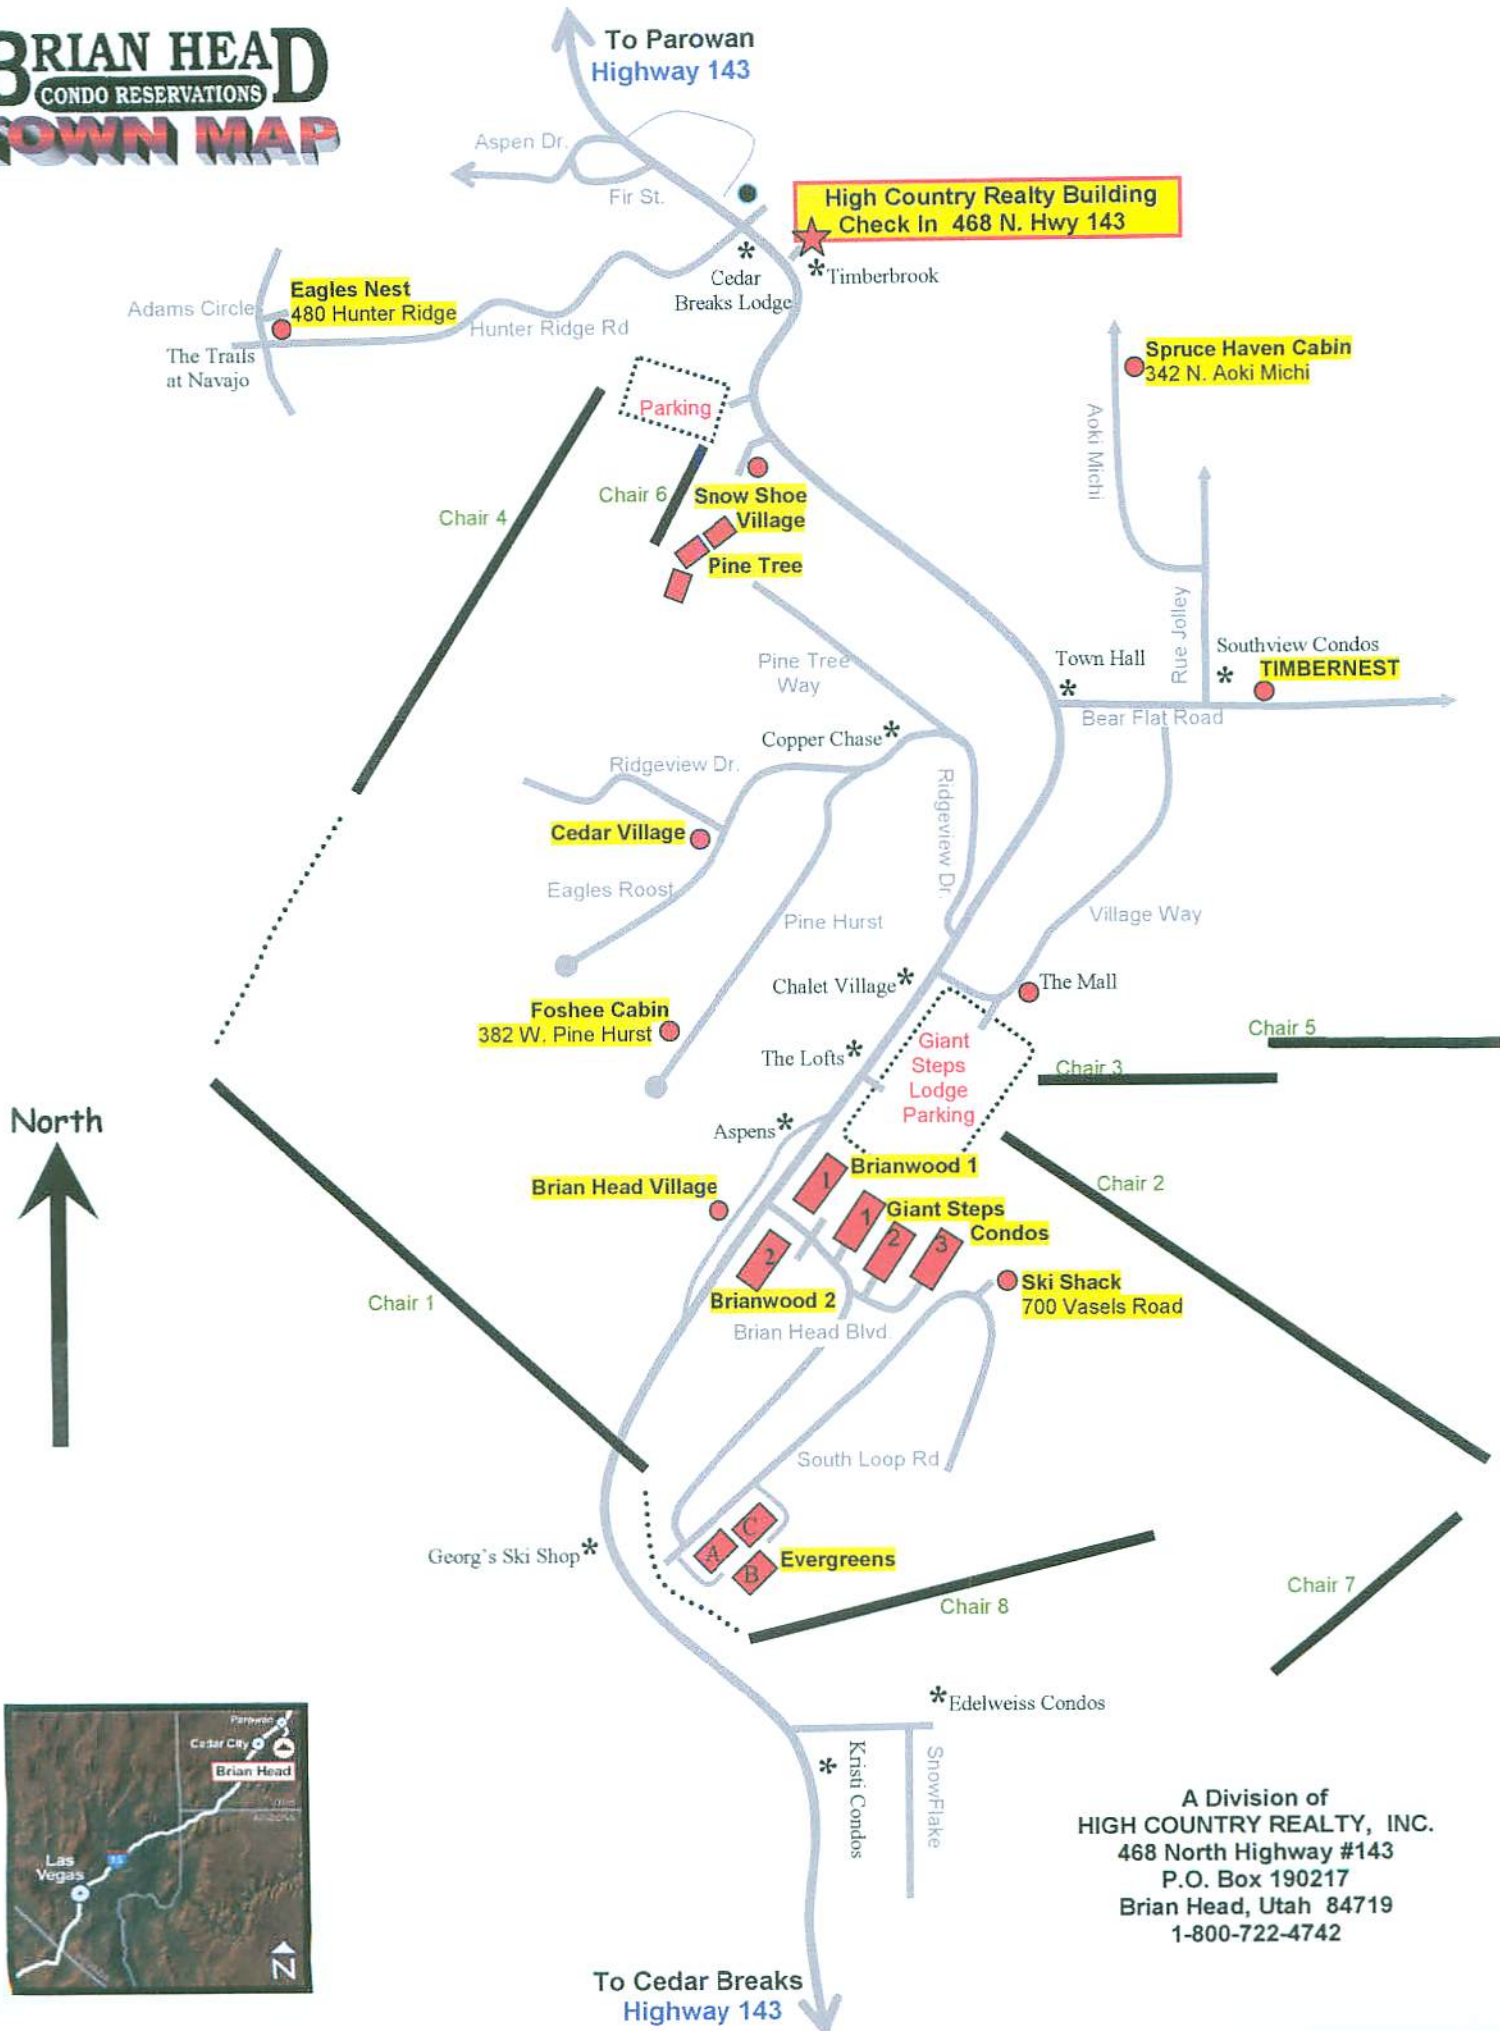 BRIAN HEAD
CONDO RESERVATIONS
TOWN MAP
To Parowan
Highway 143
Aspen Dr.
Fir St.
High Country Realty Building
Check In 468 N. Hwy 143
Cedar
Breaks Lodge
Timberbrook
Adams Circle
Eagles Nest
480 Hunter Ridge
Hunter Ridge Rd
The Trails
at Navajo
Spruce Haven Cabin
342 N. Aoki Michi
Parking
Aoki Michi
Chair 6
Snow Shoe
Village
Chair 4
Pine Tree
Rue Jolley
Pine Tree
Way
Town Hall
Southview Condos
TIMBERNEST
Bear Flat Road
Copper Chase
Ridgeview Dr.
Ridgeview Dr.
Cedar Village
Eagles Roost
Pine Hurst
Village Way
Chalet Village
The Mall
Foshee Cabin
382 W. Pine Hurst
Chair 5
Giant
Steps
Lodge
Parking
The Lofts
Chair 3
North
Aspens
Brianwood 1
1
Chair 2
Brian Head Village
Giant Steps
Condos
1
2
3
2
Ski Shack
700 Vasels Road
Brianwood 2
Chair 1
Brian Head Blvd.
South Loop Rd
C
A
B
Georg's Ski Shop
Evergreens
Chair 7
Chair 8
Edelweiss Condos
Kristi Condos
SnowFlake
Parowan
Cedar City
Brian Head
Las
Vegas
15
N
A Division of
HIGH COUNTRY REALTY, INC.
468 North Highway #143
P.O. Box 190217
Brian Head, Utah 84719
1-800-722-4742
To Cedar Breaks
Highway 143